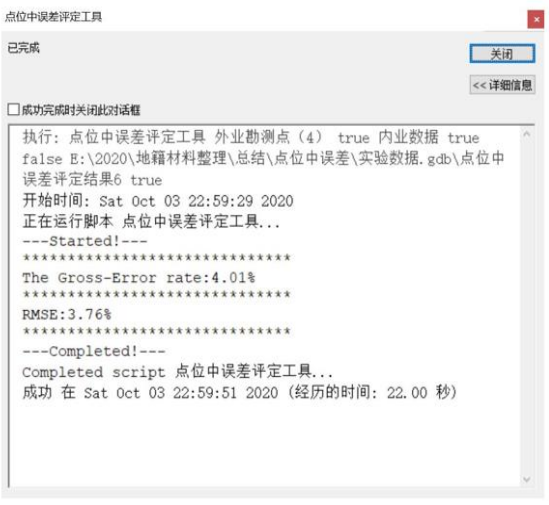 点位中误差评定工具
已完成
关闭
<< 详细信息
成功完成时关闭此对话框
执行: 点位中误差评定工具 外业勘测点（4） true 内业数据 true
false E:\2020\地籍材料整理\总结\点位中误差\实验数据.gdb\点位中
误差评定结果6 true
开始时间: Sat Oct 03 22:59:29 2020
正在运行脚本 点位中误差评定工具...
---Started!---
******************************
The Gross-Error rate:4.01%
******************************
RMSE:3.76%
******************************
---Completed!---
Completed script 点位中误差评定工具...
成功 在 Sat Oct 03 22:59:51 2020 (经历的时间: 22.00 秒)